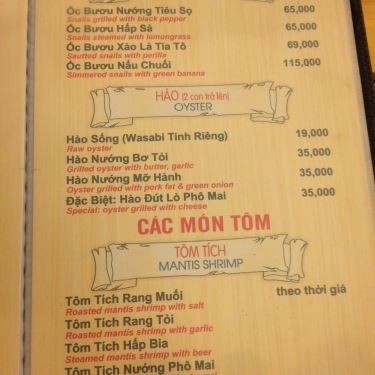 Ốc Bươu Nướng Tiêu Sọ 65,000
Snails grilled with black pepper
Ốc Bươu Hấp Sả 65,000
Snails steamed with lemongrass
Ốc Bươu Xào Lá Tía Tô 69,000
Sautted snails with perilla
Ốc Bươu Nấu Chuối 115,000
Simmered snails with green banana
HÀO (2 con trở lên)
OYSTER
Hào Sống (Wasabi Tính Riêng) 19,000
Raw oyster
Hào Nướng Bơ Tỏi 35,000
Grilled oyster with butter, garlic
Hào Nướng Mỡ Hành 35,000
Oyster grilled with pork fat & green onion
Đặc Biệt: Hào Đút Lò Phô Mai 35,000
Special: oyster grilled with cheese
CÁC MÓN TÔM
TÔM TÍCH
MANTIS SHRIMP
theo thời giá
Tôm Tích Rang Muối
Roasted mantis shrimp with salt
Tôm Tích Rang Tỏi
Roasted mantis shrimp with garlic
Tôm Tích Hấp Bia
Steamed mantis shrimp with beer
Tôm Tích Nướng Phô Mai